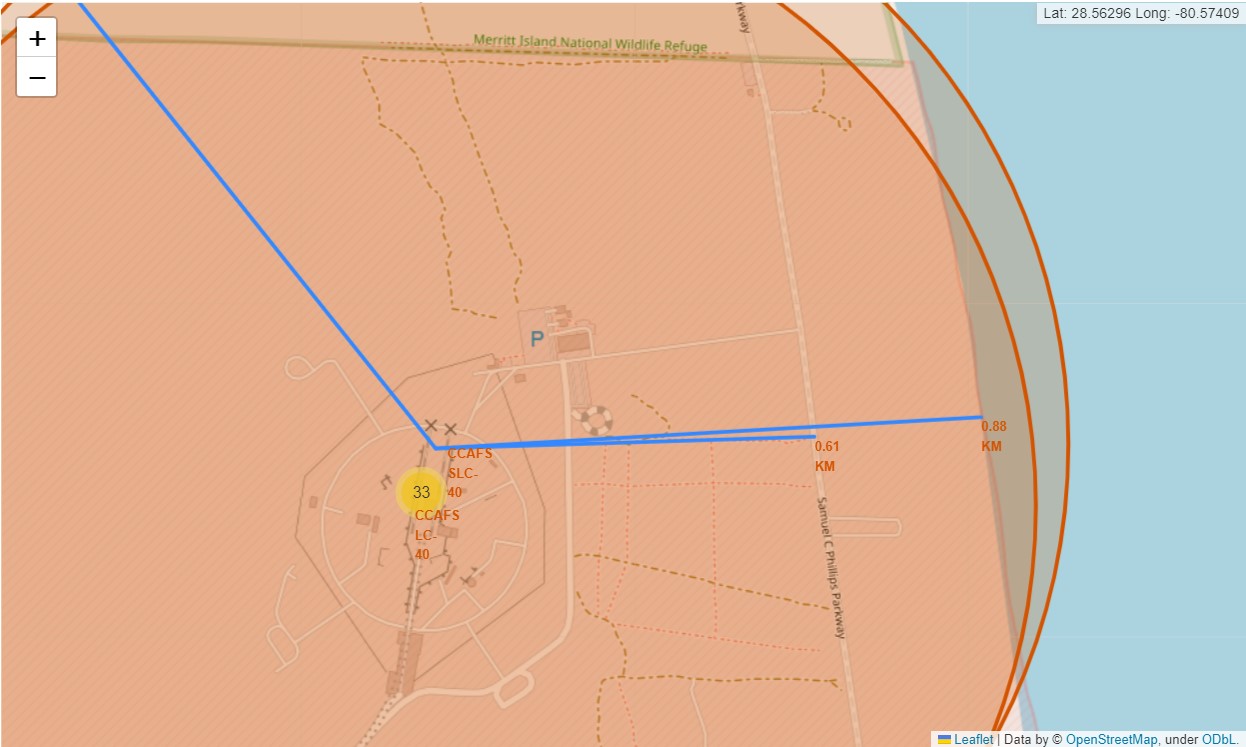 Lat: 28.56296 Long: -80.57409
+
−
rkway
Merritt Island National Wildlife Refuge
P
0.88
KM
0.61
KM
CCAFS
SLC-
40
33
CCAFS
LC-
40
Samuel C Phillips Parkway
Leaflet | Data by © OpenStreetMap, under ODbL.